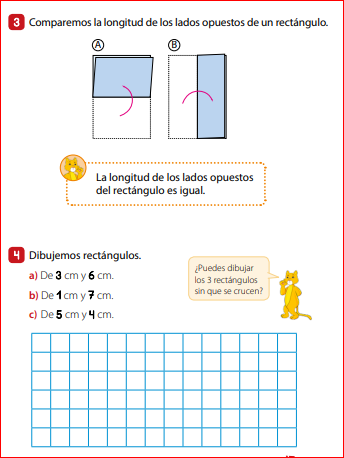 3 Comparemos la longitud de los lados opuestos de un rectángulo.
A B
La longitud de los lados opuestos
del rectángulo es igual.
4 Dibujemos rectángulos.
¿Puedes dibujar
los 3 rectángulos
sin que se crucen?
a) De 3 cm y 6 cm.
b) De 1 cm y 7 cm.
c) De 5 cm y 4 cm.